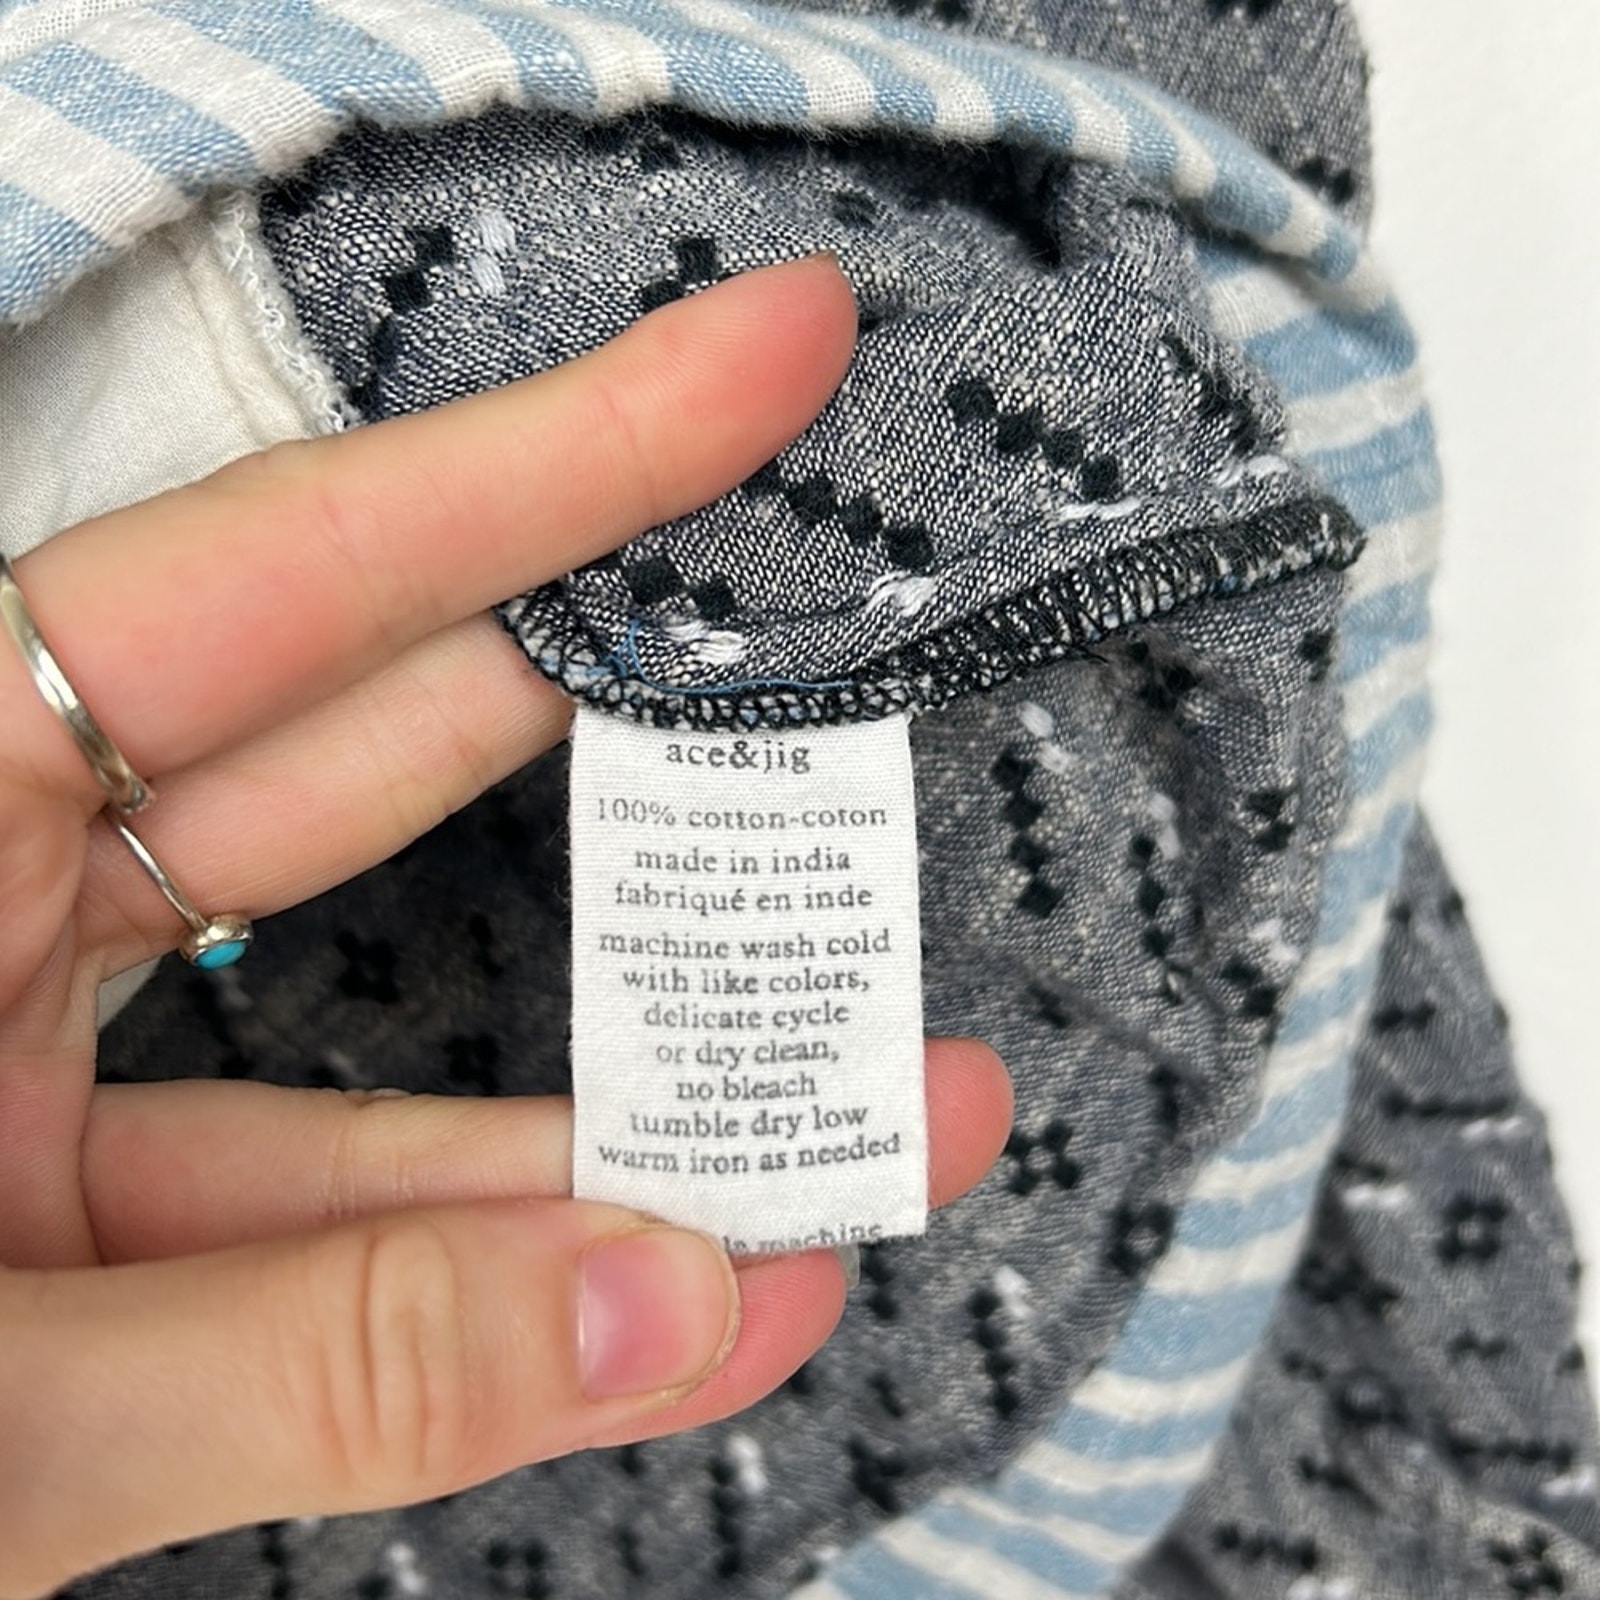 ace&jig
100% cotton-coton
made in india
fabriqué en inde
machine wash cold
with like colors,
delicate cycle
or dry clean,
no bleach
tumble dry low
warm iron as needed
machine